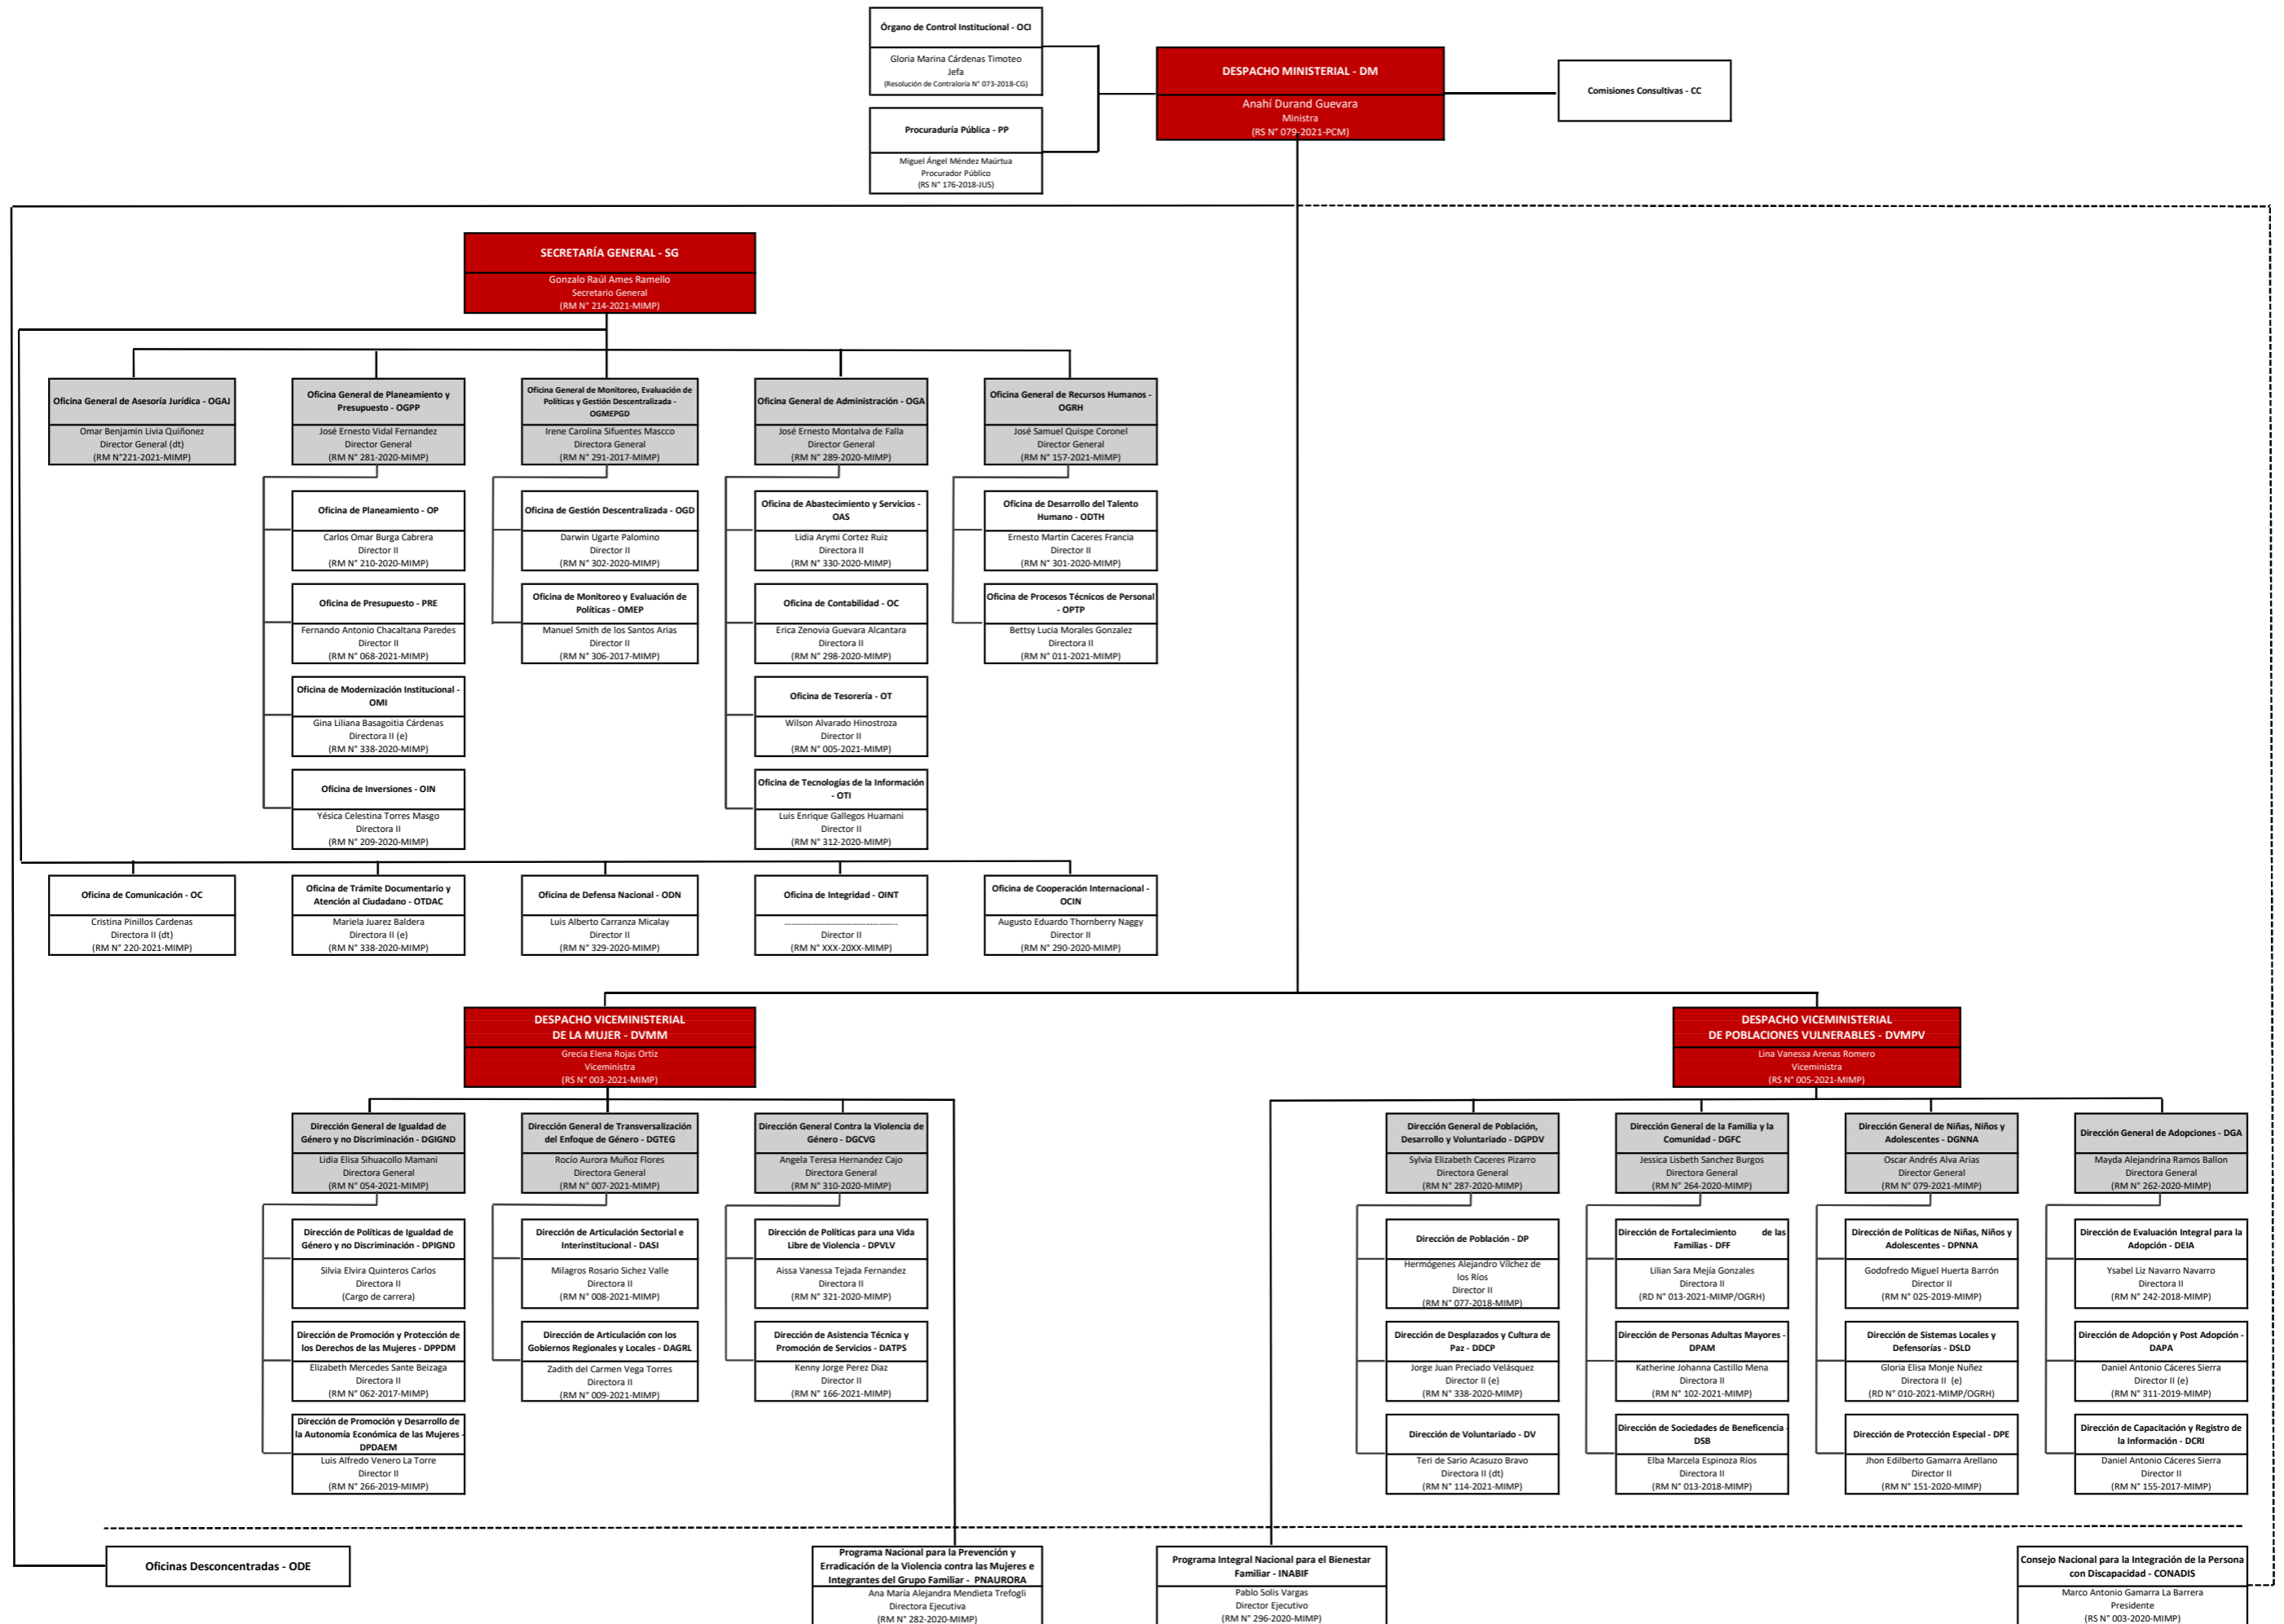 Órgano de Control Institucional - OCI
Gloria Marina Cárdenas Timoteo
Jefa
(Resolución de Contraloría N° 073-2018-CG)
Procuraduría Pública - PP
Miguel Ángel Méndez Maúrtua
Procurador Público
(RS N° 176-2018-JUS)
DESPACHO MINISTERIAL - DM
Anahí Durand Guevara
Ministra
(RS N° 079-2021-PCM)
Comisiones Consultivas - CC
SECRETARÍA GENERAL - SG
Gonzalo Raúl Ames Ramello
Secretario General
(RM N° 214-2021-MIMP)
Oficina General de Asesoría Jurídica - OGAJ
Omar Benjamin Livia Quiñonez
Director General (dt)
(RM N°221-2021-MIMP)
Oficina General de Planeamiento y
Presupuesto - OGPP
José Ernesto Vidal Fernandez
Director General
(RM N° 281-2020-MIMP)
Oficina General de Monitoreo, Evaluación de
Políticas y Gestión Descentralizada -
OGMEPGD
Irene Carolina Sifuentes Mascco
Directora General
(RM N° 291-2017-MIMP)
Oficina General de Administración - OGA
José Ernesto Montalva de Falla
Director General
(RM N° 289-2020-MIMP)
Oficina General de Recursos Humanos -
OGRH
José Samuel Quispe Coronel
Director General
(RM N° 157-2021-MIMP)
Oficina de Planeamiento - OP
Carlos Omar Burga Cabrera
Director II
(RM N° 210-2020-MIMP)
Oficina de Gestión Descentralizada - OGD
Darwin Ugarte Palomino
Director II
(RM N° 302-2020-MIMP)
Oficina de Abastecimiento y Servicios -
OAS
Lidia Arymi Cortez Ruiz
Directora II
(RM N° 330-2020-MIMP)
Oficina de Desarrollo del Talento
Humano - ODTH
Ernesto Martin Caceres Francia
Director II
(RM N° 301-2020-MIMP)
Oficina de Presupuesto - PRE
Fernando Antonio Chacaltana Paredes
Director II
(RM N° 068-2021-MIMP)
Oficina de Monitoreo y Evaluación de
Políticas - OMEP
Manuel Smith de los Santos Arias
Director II
(RM N° 306-2017-MIMP)
Oficina de Contabilidad - OC
Erica Zenovia Guevara Alcantara
Directora II
(RM N° 298-2020-MIMP)
Oficina de Procesos Técnicos de Personal
- OPTP
Bettsy Lucia Morales Gonzalez
Directora II
(RM N° 011-2021-MIMP)
Oficina de Modernización Institucional -
OMI
Gina Liliana Basagoitia Cárdenas
Directora II (e)
(RM N° 338-2020-MIMP)
Oficina de Tesorería - OT
Wilson Alvarado Hinostroza
Director II
(RM N° 005-2021-MIMP)
Oficina de Inversiones - OIN
Yésica Celestina Torres Masgo
Directora II
(RM N° 209-2020-MIMP)
Oficina de Tecnologías de la Información
- OTI
Luis Enrique Gallegos Huamani
Director II
(RM N° 312-2020-MIMP)
Oficina de Comunicación - OC
Cristina Pinillos Cardenas
Directora II (dt)
(RM N° 220-2021-MIMP)
Oficina de Trámite Documentario y
Atención al Ciudadano - OTDAC
Mariela Juarez Baldera
Directora II (e)
(RM N° 338-2020-MIMP)
Oficina de Defensa Nacional - ODN
Luis Alberto Carranza Micalay
Director II
(RM N° 329-2020-MIMP)
Oficina de Integridad - OINT
................................................
Director II
(RM N° XXX-20XX-MIMP)
Oficina de Cooperación Internacional -
OCIN
Augusto Eduardo Thornberry Naggy
Director II
(RM N° 290-2020-MIMP)
DESPACHO VICEMINISTERIAL
DE LA MUJER - DVMM
Grecia Elena Rojas Ortiz
Viceministra
(RS N° 003-2021-MIMP)
DESPACHO VICEMINISTERIAL
DE POBLACIONES VULNERABLES - DVMPV
Lina Vanessa Arenas Romero
Viceministra
(RS N° 005-2021-MIMP)
Dirección General de Igualdad de
Género y no Discriminación - DGIGND
Lidia Elisa Sihuacollo Mamani
Directora General
(RM N° 054-2021-MIMP)
Dirección General de Transversalización
del Enfoque de Género - DGTEG
Rocío Aurora Muñoz Flores
Directora General
(RM N° 007-2021-MIMP)
Dirección General Contra la Violencia de
Género - DGCVG
Angela Teresa Hernandez Cajo
Directora General
(RM N° 310-2020-MIMP)
Dirección General de Población,
Desarrollo y Voluntariado - DGPDV
Sylvia Elizabeth Caceres Pizarro
Directora General
(RM N° 287-2020-MIMP)
Dirección General de la Familia y la
Comunidad - DGFC
Jessica Lisbeth Sanchez Burgos
Directora General
(RM N° 264-2020-MIMP)
Dirección General de Niñas, Niños y
Adolescentes - DGNNA
Oscar Andrés Alva Arias
Director General
(RM N° 079-2021-MIMP)
Dirección General de Adopciones - DGA
Mayda Alejandrina Ramos Ballon
Directora General
(RM N° 262-2020-MIMP)
Dirección de Políticas de Igualdad de
Género y no Discriminación - DPIGND
Silvia Elvira Quinteros Carlos
Directora II
(Cargo de carrera)
Dirección de Articulación Sectorial e
Interinstitucional - DASI
Milagros Rosario Sichez Valle
Directora II
(RM N° 008-2021-MIMP)
Dirección de Políticas para una Vida
Libre de Violencia - DPVLV
Aissa Vanessa Tejada Fernandez
Directora II
(RM N° 321-2020-MIMP)
Dirección de Población - DP
Hermógenes Alejandro Vílchez de
los Ríos
Director II
(RM N° 077-2018-MIMP)
Dirección de Fortalecimiento de las
Familias - DFF
Lilian Sara Mejía Gonzales
Directora II
(RD N° 013-2021-MIMP/OGRH)
Dirección de Políticas de Niñas, Niños y
Adolescentes - DPNNA
Godofredo Miguel Huerta Barrón
Director II
(RM N° 025-2019-MIMP)
Dirección de Evaluación Integral para la
Adopción - DEIA
Ysabel Liz Navarro Navarro
Directora II
(RM N° 242-2018-MIMP)
Dirección de Promoción y Protección de
los Derechos de las Mujeres - DPPDM
Elizabeth Mercedes Sante Beizaga
Directora II
(RM N° 062-2017-MIMP)
Dirección de Articulación con los
Gobiernos Regionales y Locales - DAGRL
Zadith del Carmen Vega Torres
Directora II
(RM N° 009-2021-MIMP)
Dirección de Asistencia Técnica y
Promoción de Servicios - DATPS
Kenny Jorge Perez Diaz
Director II
(RM N° 166-2021-MIMP)
Dirección de Desplazados y Cultura de
Paz - DDCP
Jorge Juan Preciado Velásquez
Director II (e)
(RM N° 338-2020-MIMP)
Dirección de Personas Adultas Mayores -
DPAM
Katherine Johanna Castillo Mena
Directora II
(RM N° 102-2021-MIMP)
Dirección de Sistemas Locales y
Defensorías - DSLD
Gloria Elisa Monje Nuñez
Directora II (e)
(RD N° 010-2021-MIMP/OGRH)
Dirección de Adopción y Post Adopción -
DAPA
Daniel Antonio Cáceres Sierra
Director II (e)
(RM N° 311-2019-MIMP)
Dirección de Promoción y Desarrollo de
la Autonomía Económica de las Mujeres -
DPDAEM
Luis Alfredo Venero La Torre
Director II
(RM N° 266-2019-MIMP)
Dirección de Voluntariado - DV
Teri de Sario Acasuzo Bravo
Directora II (dt)
(RM N° 114-2021-MIMP)
Dirección de Sociedades de Beneficencia -
DSB
Elba Marcela Espinoza Ríos
Directora II
(RM N° 013-2018-MIMP)
Dirección de Protección Especial - DPE
Jhon Edilberto Gamarra Arellano
Director II
(RM N° 151-2020-MIMP)
Dirección de Capacitación y Registro de
la Información - DCRI
Daniel Antonio Cáceres Sierra
Director II
(RM N° 155-2017-MIMP)
Oficinas Desconcentradas - ODE
Programa Nacional para la Prevención y
Erradicación de la Violencia contra las Mujeres e
Integrantes del Grupo Familiar - PNAURORA
Ana María Alejandra Mendieta Trefogli
Directora Ejecutiva
(RM N° 282-2020-MIMP)
Programa Integral Nacional para el Bienestar
Familiar - INABIF
Pablo Solis Vargas
Director Ejecutivo
(RM N° 296-2020-MIMP)
Consejo Nacional para la Integración de la Persona
con Discapacidad - CONADIS
Marco Antonio Gamarra La Barrera
Presidente
(RS N° 003-2020-MIMP)